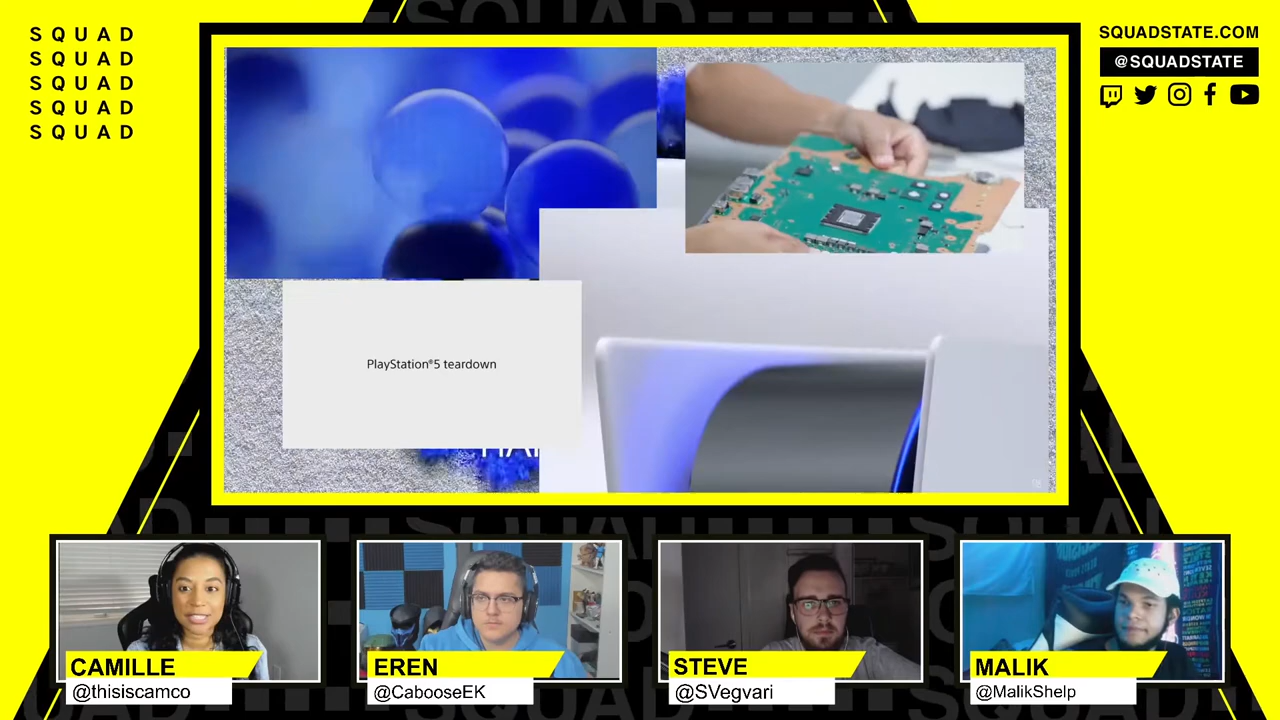 SQUAD
SQUAD
SQUAD
SQUAD
SQUAD
SQUADSTATE.COM
@SQUADSTATE
PlayStation®5 teardown
CAMILLE
@thisiscamco
EREN
@CabooseEK
STEVE
@SVegvari
MALIK
@MalikShelp